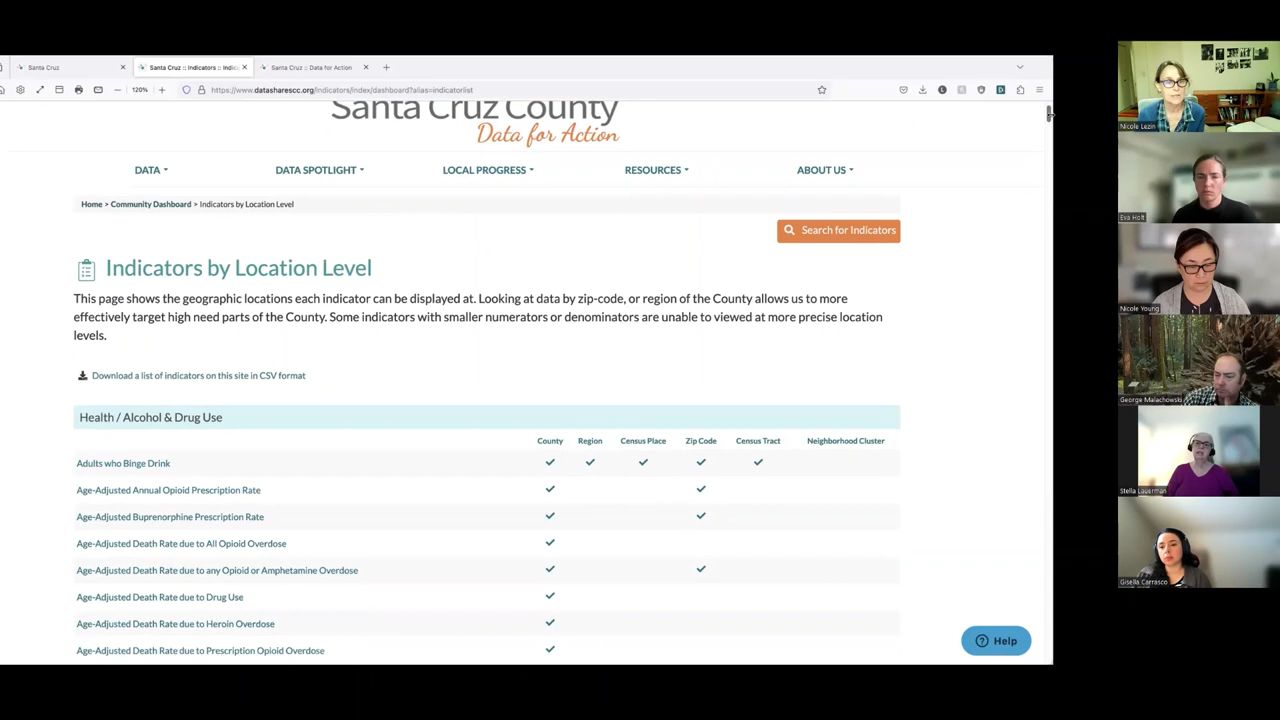 Santa Cruz
Santa Cruz :: Indicators :: Indic
Santa Cruz :: Data for Action
120%
https://www.datasharescc.org/indicators/index/dashboard?alias=indicatorlist
Santa Cruz County
Data for Action
DATA
DATA SPOTLIGHT
LOCAL PROGRESS
RESOURCES
ABOUT US
Home > Community Dashboard > Indicators by Location Level
Search for Indicators
Indicators by Location Level
This page shows the geographic locations each indicator can be displayed at. Looking at data by zip-code, or region of the County allows us to more
effectively target high need parts of the County. Some indicators with smaller numerators or denominators are unable to viewed at more precise location
levels.
Download a list of indicators on this site in CSV format
Health / Alcohol & Drug Use
County Region Census Place Zip Code Census Tract Neighborhood Cluster
Adults who Binge Drink
Age-Adjusted Annual Opioid Prescription Rate
Age-Adjusted Buprenorphine Prescription Rate
Age-Adjusted Death Rate due to All Opioid Overdose
Age-Adjusted Death Rate due to any Opioid or Amphetamine Overdose
Age-Adjusted Death Rate due to Drug Use
Age-Adjusted Death Rate due to Heroin Overdose
Age-Adjusted Death Rate due to Prescription Opioid Overdose
Help
Nicole Lezin
Eva Holt
Nicole Young
George Malachowski
Stella Lauerman
Gisella Carrasco